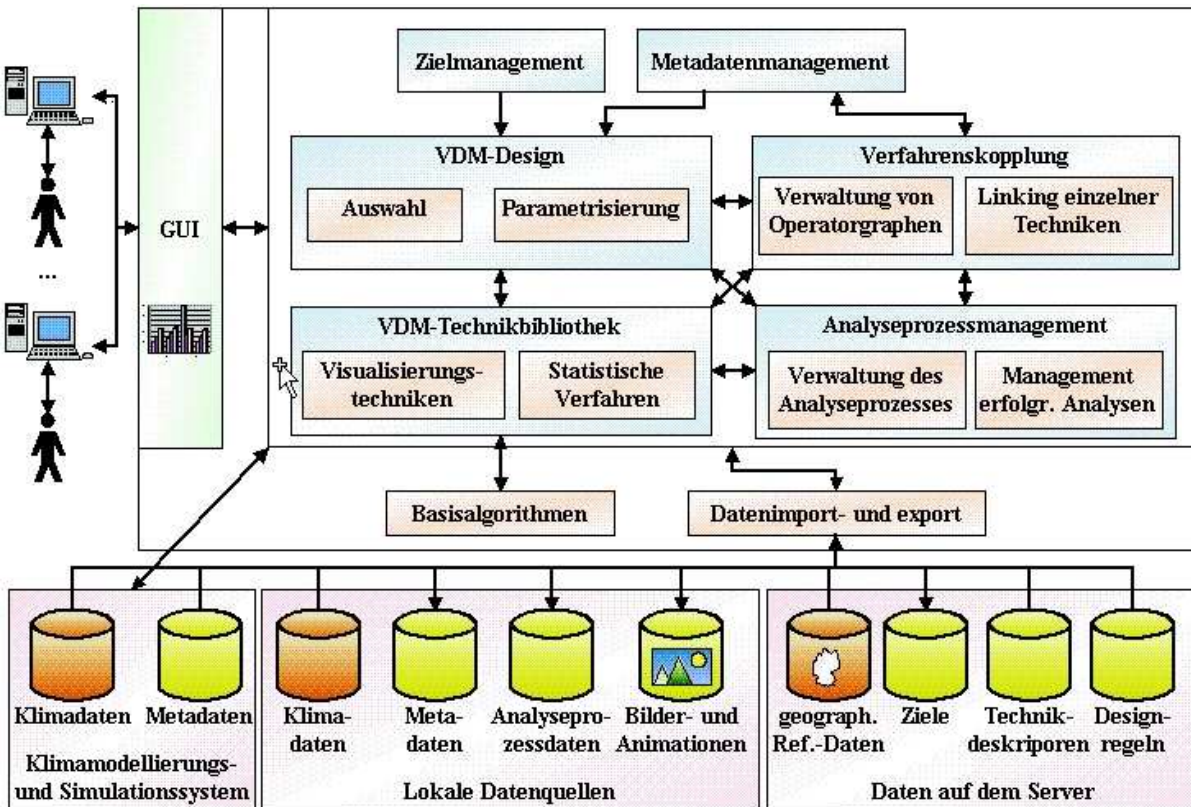 Zielmanagement
Metadatenmanagement
VDM-Design
Auswahl
Parametrisierung
Verfahrenskopplung
Verwaltung von
Operatorgraphen
Linking einzelner
Techniken
GUI
...
VDM-Technikbibliothek
Visualisierungs-
techniken
Statistische
Verfahren
Analyseprozessmanagement
Verwaltung des
Analyseprozesses
Management
erfolgr. Analysen
Basisalgorithmen
Datenimport- und export
Klimadaten
Metadaten
Klimamodellierungs-
und Simulationssystem
Klima-
daten
Meta-
daten
Analysepro-
zessdaten
Bilder- und
Animationen
Lokale Datenquellen
geograph.
Ref.-Daten
Ziele
Technik-
deskriporen
Design-
regeln
Daten auf dem Server